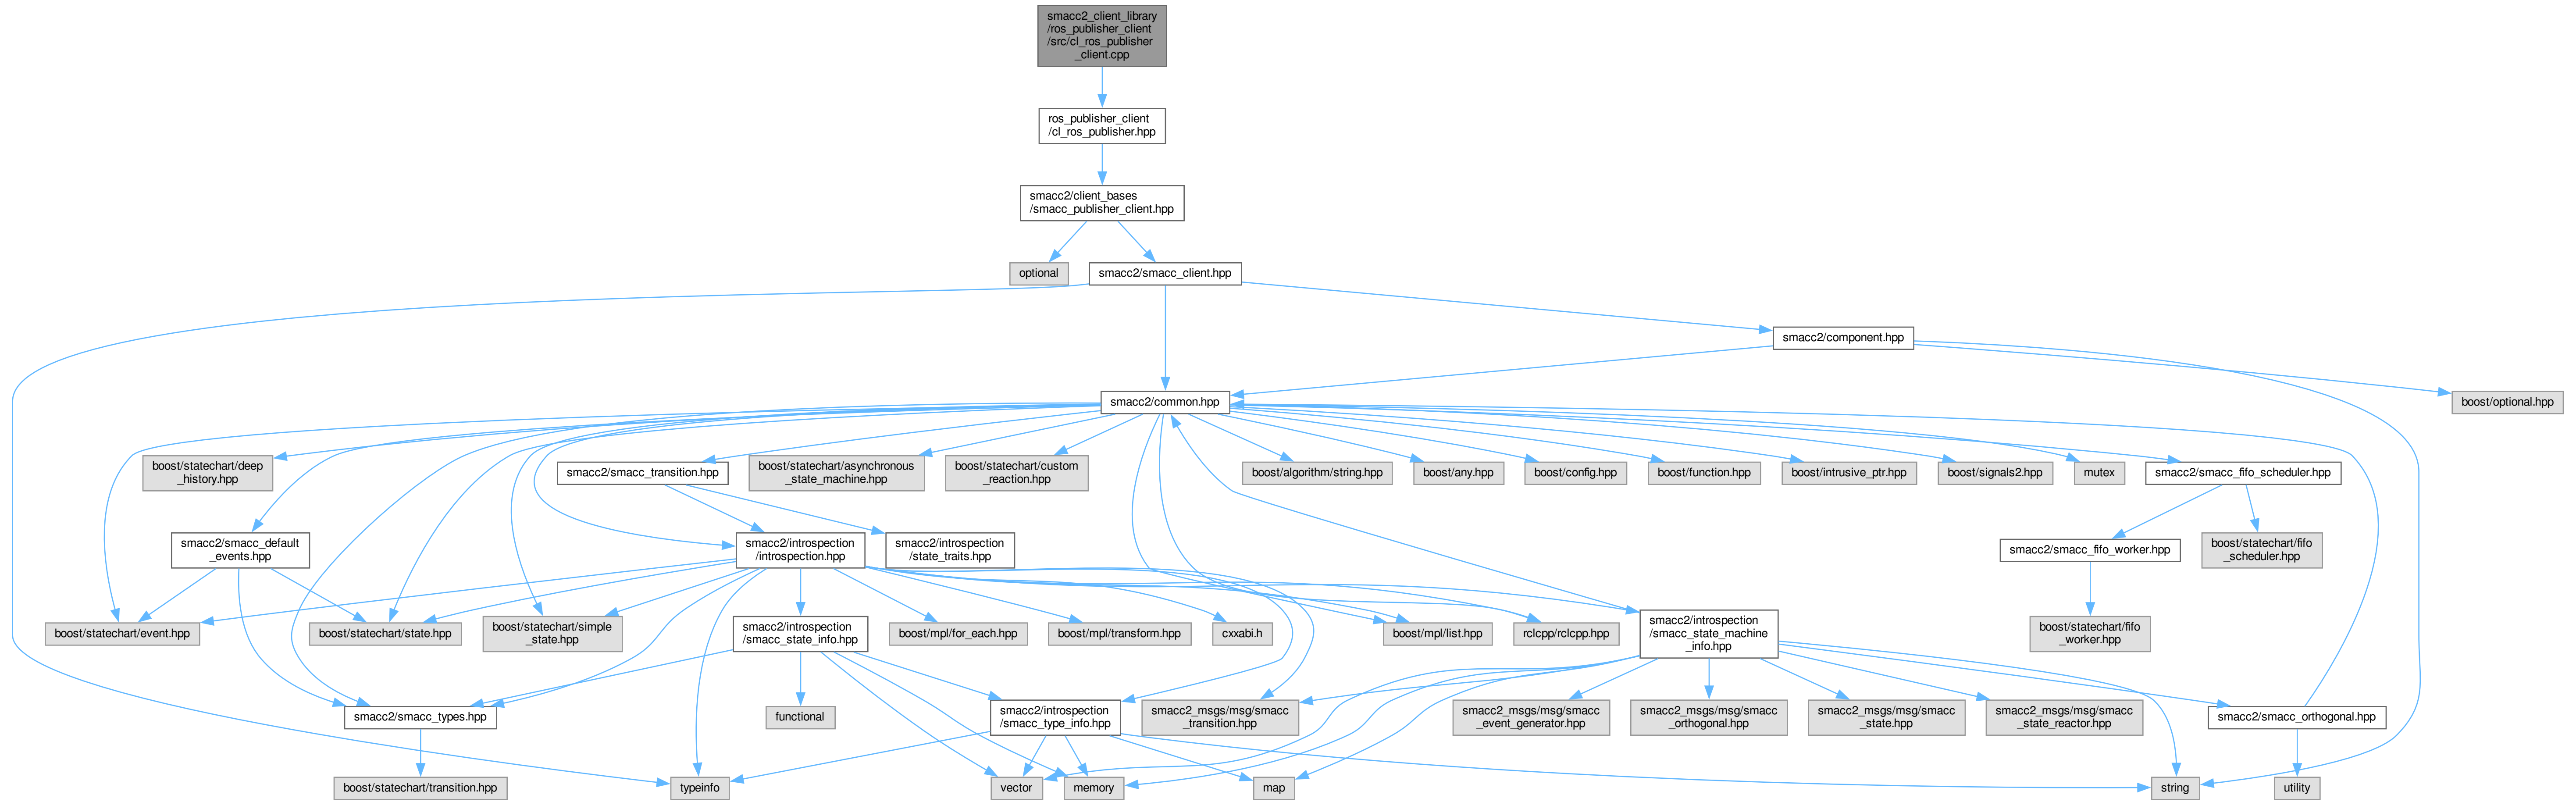 smacc2_client_library
/ros_publisher_client
/src/cl_ros_publisher
_client.cpp
ros_publisher_client
/cl_ros_publisher.hpp
smacc2/client_bases
/smacc_publisher_client.hpp
optional
smacc2/smacc_client.hpp
smacc2/component.hpp
smacc2/common.hpp
boost/optional.hpp
boost/statechart/deep
_history.hpp
smacc2/smacc_transition.hpp
boost/statechart/asynchronous
_state_machine.hpp
boost/statechart/custom
_reaction.hpp
boost/algorithm/string.hpp
boost/any.hpp
boost/config.hpp
boost/function.hpp
boost/intrusive_ptr.hpp
boost/signals2.hpp
mutex
smacc2/smacc_fifo_scheduler.hpp
smacc2/smacc_default
_events.hpp
smacc2/introspection
/introspection.hpp
smacc2/introspection
/state_traits.hpp
smacc2/smacc_fifo_worker.hpp
boost/statechart/fifo
_scheduler.hpp
boost/statechart/event.hpp
boost/statechart/state.hpp
boost/statechart/simple
_state.hpp
smacc2/introspection
/smacc_state_info.hpp
boost/mpl/for_each.hpp
boost/mpl/transform.hpp
cxxabi.h
boost/mpl/list.hpp
rclcpp/rclcpp.hpp
smacc2/introspection
/smacc_state_machine
_info.hpp
boost/statechart/fifo
_worker.hpp
smacc2/smacc_types.hpp
functional
smacc2/introspection
/smacc_type_info.hpp
smacc2_msgs/msg/smacc
_transition.hpp
smacc2_msgs/msg/smacc
_event_generator.hpp
smacc2_msgs/msg/smacc
_orthogonal.hpp
smacc2_msgs/msg/smacc
_state.hpp
smacc2_msgs/msg/smacc
_state_reactor.hpp
smacc2/smacc_orthogonal.hpp
boost/statechart/transition.hpp
typeinfo
vector
memory
map
string
utility